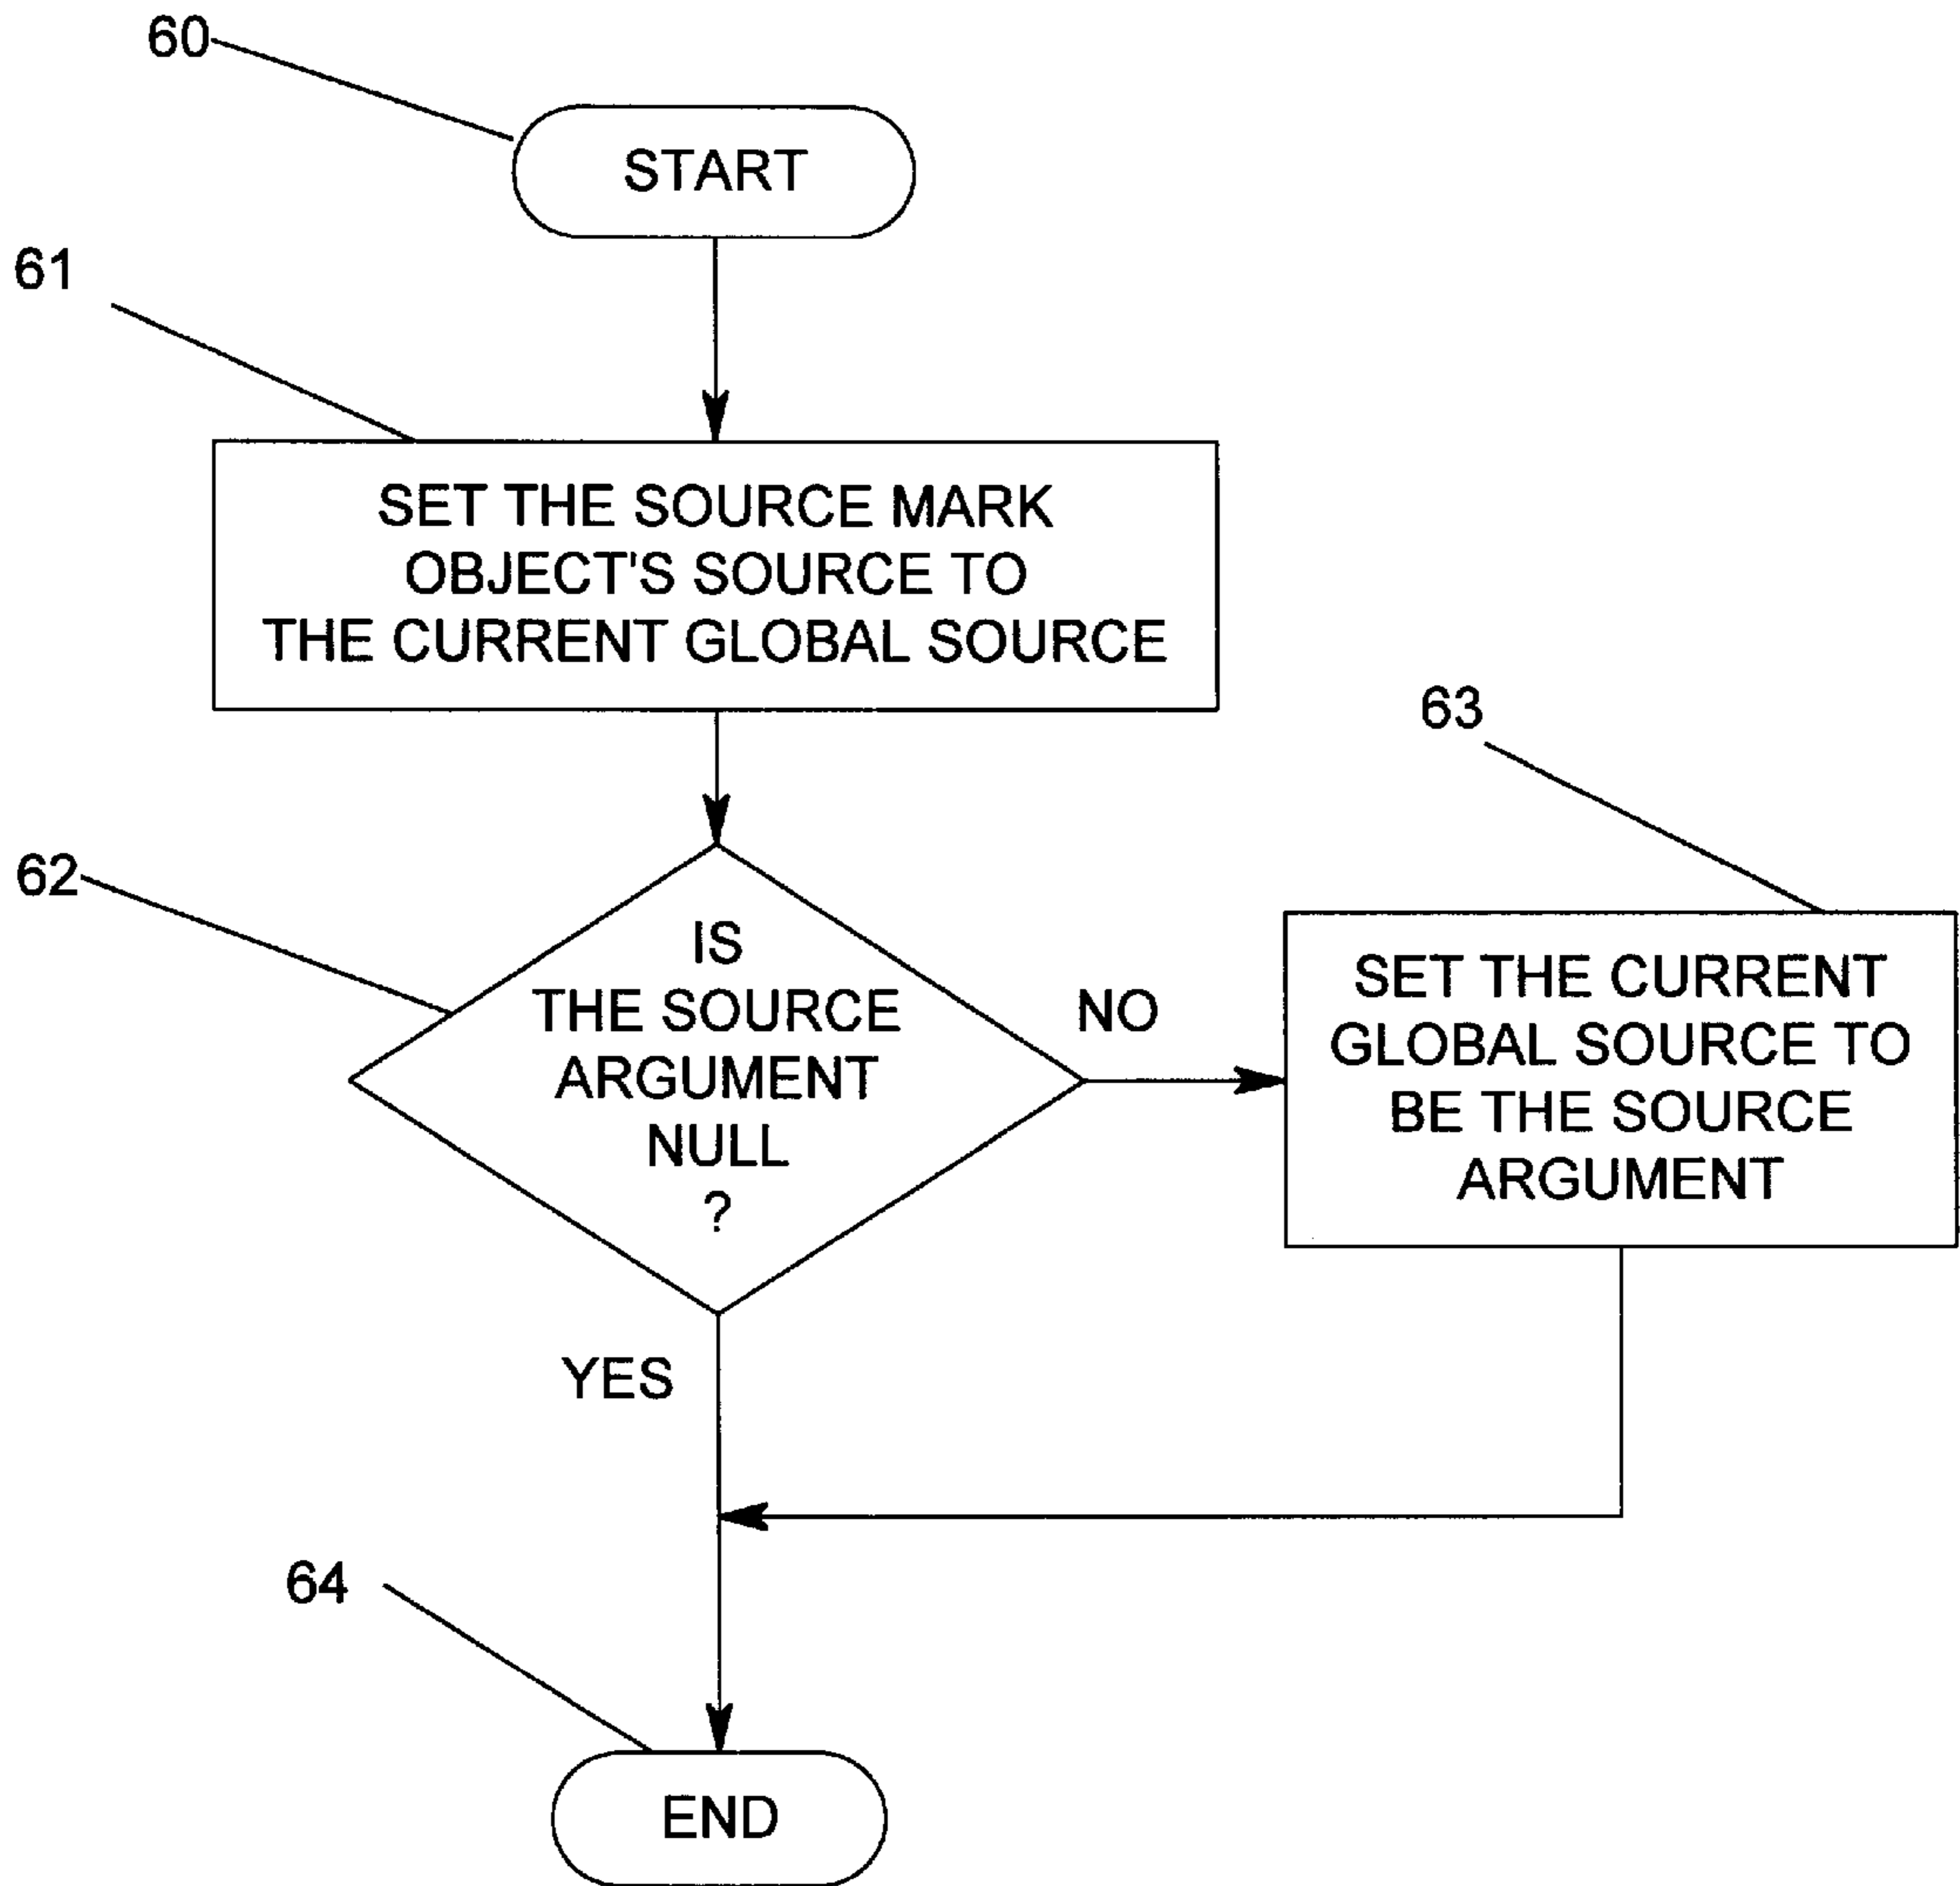 60
START
61
SET THE SOURCE MARK
OBJECT'S SOURCE TO
THE CURRENT GLOBAL SOURCE
62
IS
THE SOURCE
ARGUMENT
NULL
?
NO
63
SET THE CURRENT
GLOBAL SOURCE TO
BE THE SOURCE
ARGUMENT
YES
64
END